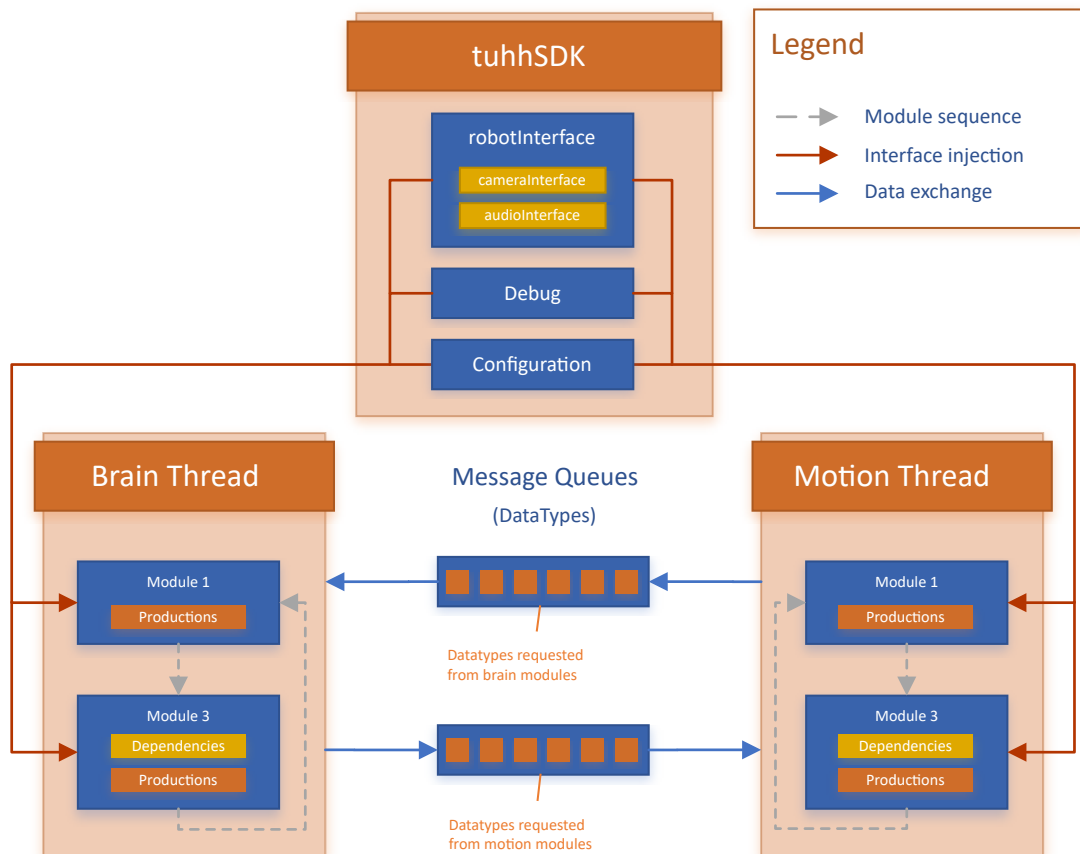 tuhhSDK
robotInterface
cameraInterface
audioInterface
Debug
Configuration
Legend
Module sequence
Interface injection
Data exchange
Brain Thread
Module 1
Productions
Module 3
Dependencies
Productions
Message Queues
(DataTypes)
Datatypes requested
from brain modules
Datatypes requested
from motion modules
Motion Thread
Module 1
Productions
Module 3
Dependencies
Productions